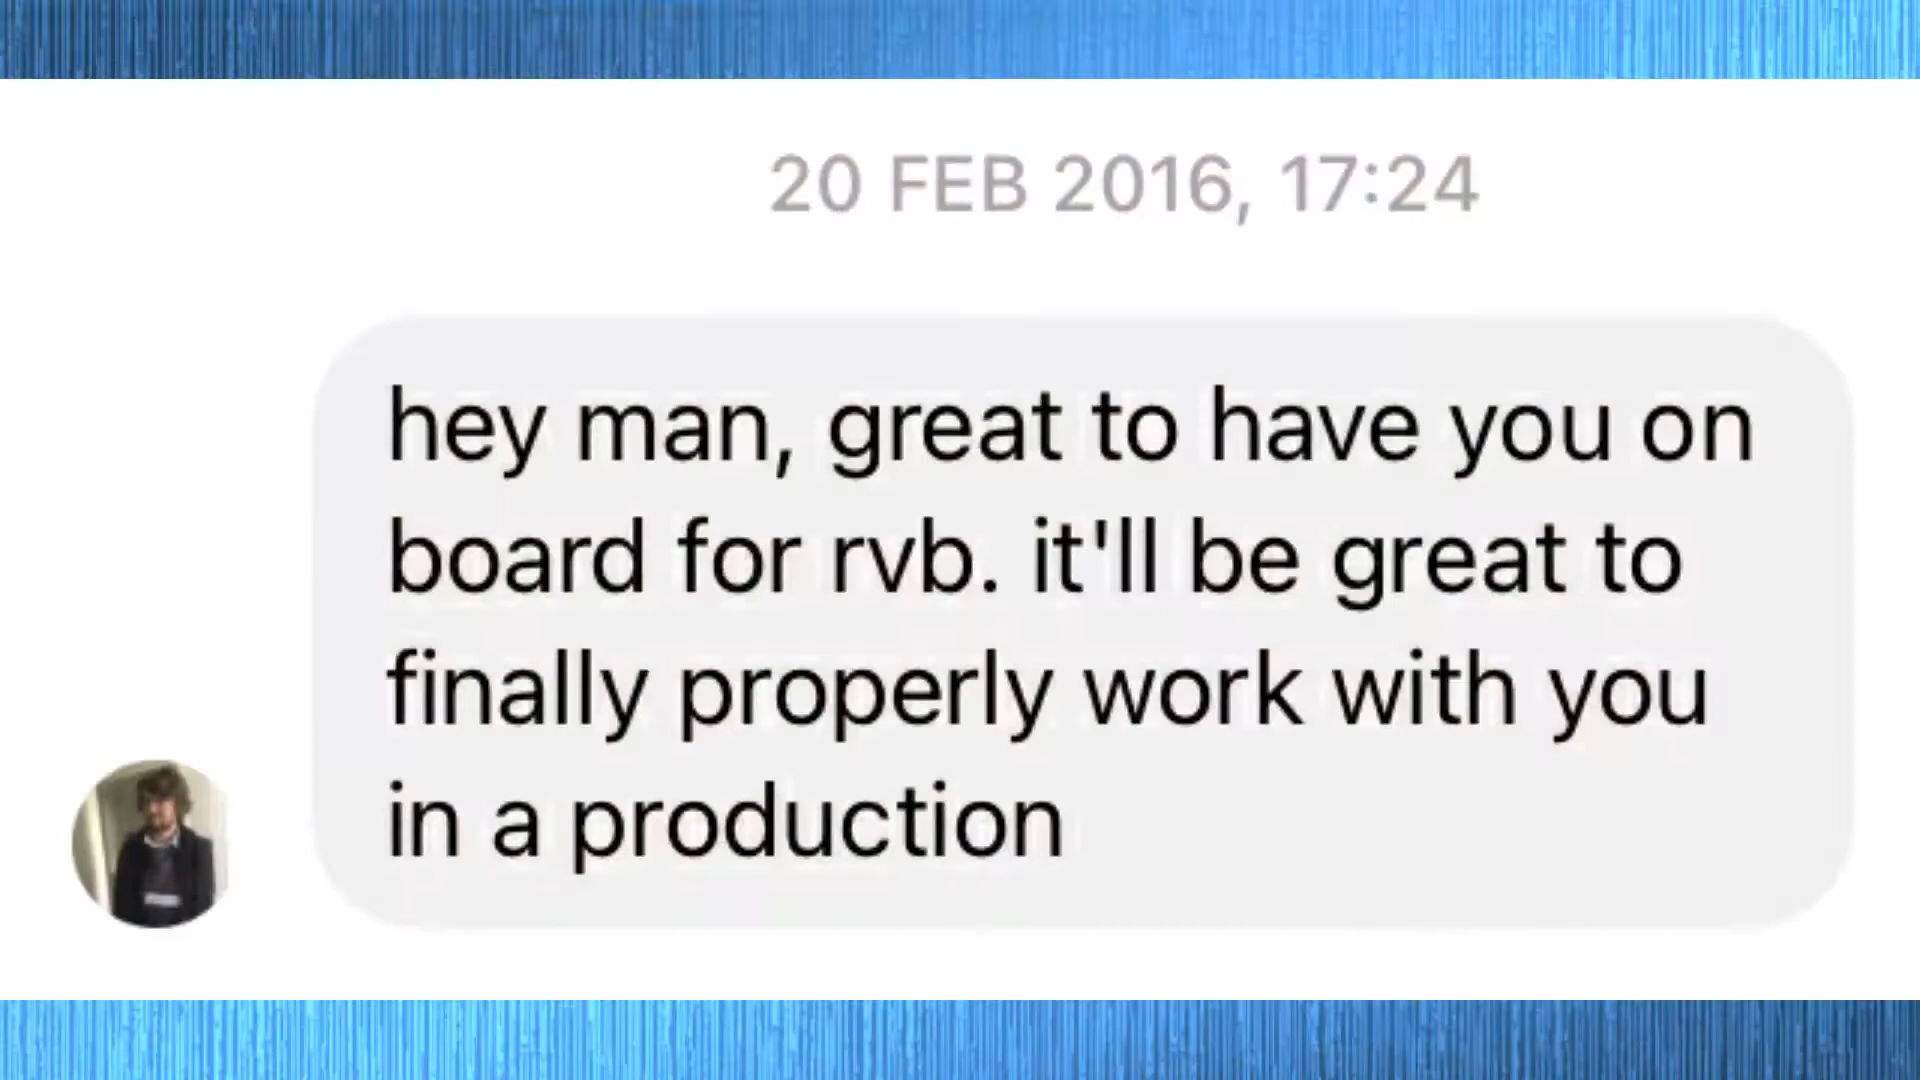 20 FEB 2016, 17:24
hey man, great to have you on
board for rvb. it'll be great to
finally properly work with you
in a production